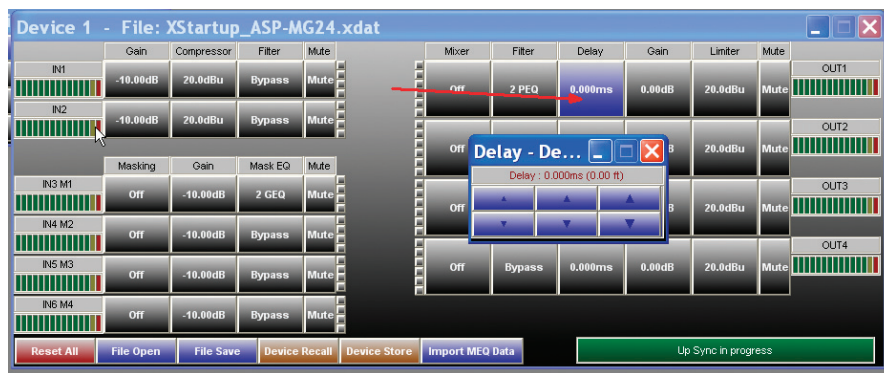 Device 1 - File: XStartup_ASP-MG24.xdat
Gain Compressor Filter Mute Mixer Filter Delay Gain Limiter Mute
IN1 -10.00dB 20.0dBu Bypass Mute Off 2 PEQ 0.000ms 0.00dB 20.0dBu Mute OUT1
IN2 -10.00dB 20.0dBu Bypass Mute Off 20.0dBu Mute OUT2
Delay - De...
Delay : 0.000ms (0.00 ft)
Masking Gain Mask EQ Mute
IN3 M1 Off -10.00dB 2 GEQ Mute Off 20.0dBu Mute OUT3
IN4 M2 Off -10.00dB Bypass Mute
IN5 M3 Off -10.00dB Bypass Mute Off Bypass 0.000ms 0.00dB 20.0dBu Mute OUT4
IN6 M4 Off -10.00dB Bypass Mute
Reset All File Open File Save Device Recall Device Store Import MEQ Data Up Sync in progress